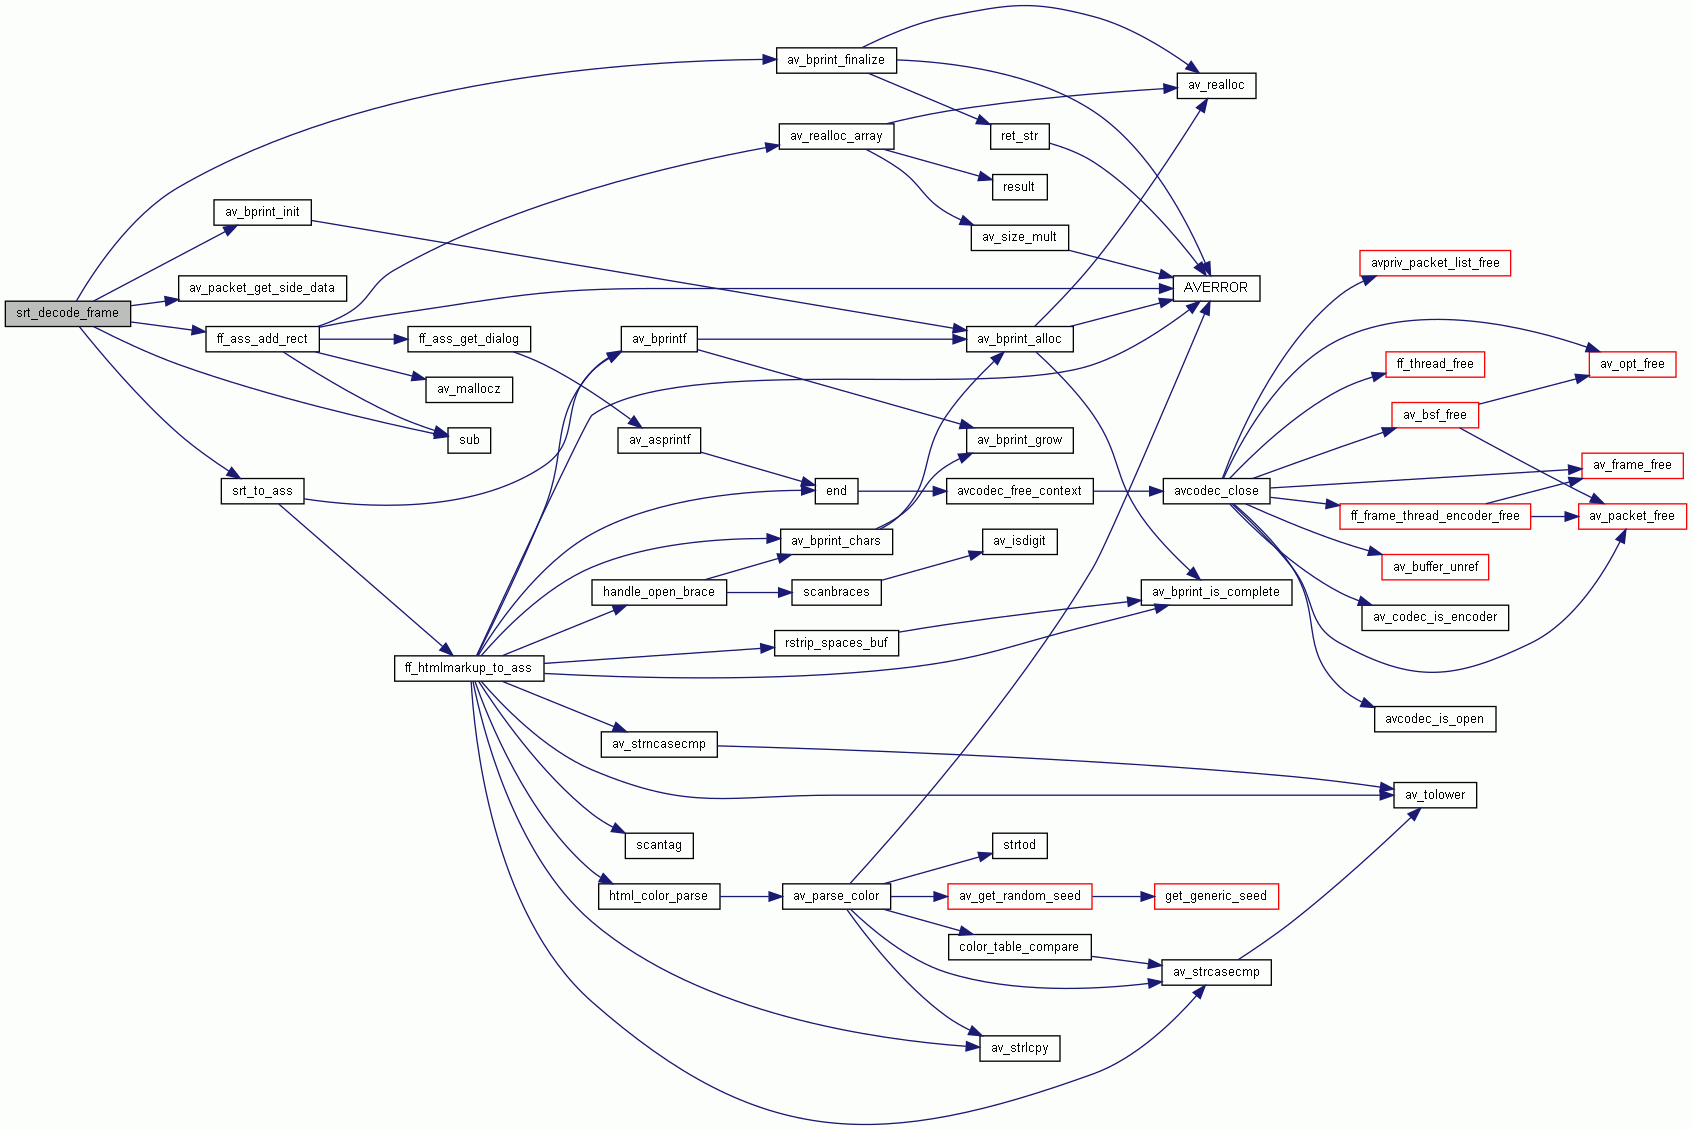 av_bprint_finalize
av_realloc
av_realloc_array
ret_str
result
av_bprint_init
av_size_mult
avpriv_packet_list_free
av_packet_get_side_data
AVERROR
srt_decode_frame
ff_ass_add_rect
ff_ass_get_dialog
av_bprintf
av_bprint_alloc
ff_thread_free
av_opt_free
av_mallocz
av_bsf_free
sub
av_asprintf
av_bprint_grow
av_frame_free
srt_to_ass
end
avcodec_free_context
avcodec_close
ff_frame_thread_encoder_free
av_packet_free
av_bprint_chars
av_isdigit
av_buffer_unref
handle_open_brace
scanbraces
av_bprint_is_complete
av_codec_is_encoder
rstrip_spaces_buf
ff_htmlmarkup_to_ass
avcodec_is_open
av_strncasecmp
av_tolower
scantag
strtod
html_color_parse
av_parse_color
av_get_random_seed
get_generic_seed
color_table_compare
av_strcasecmp
av_strlcpy